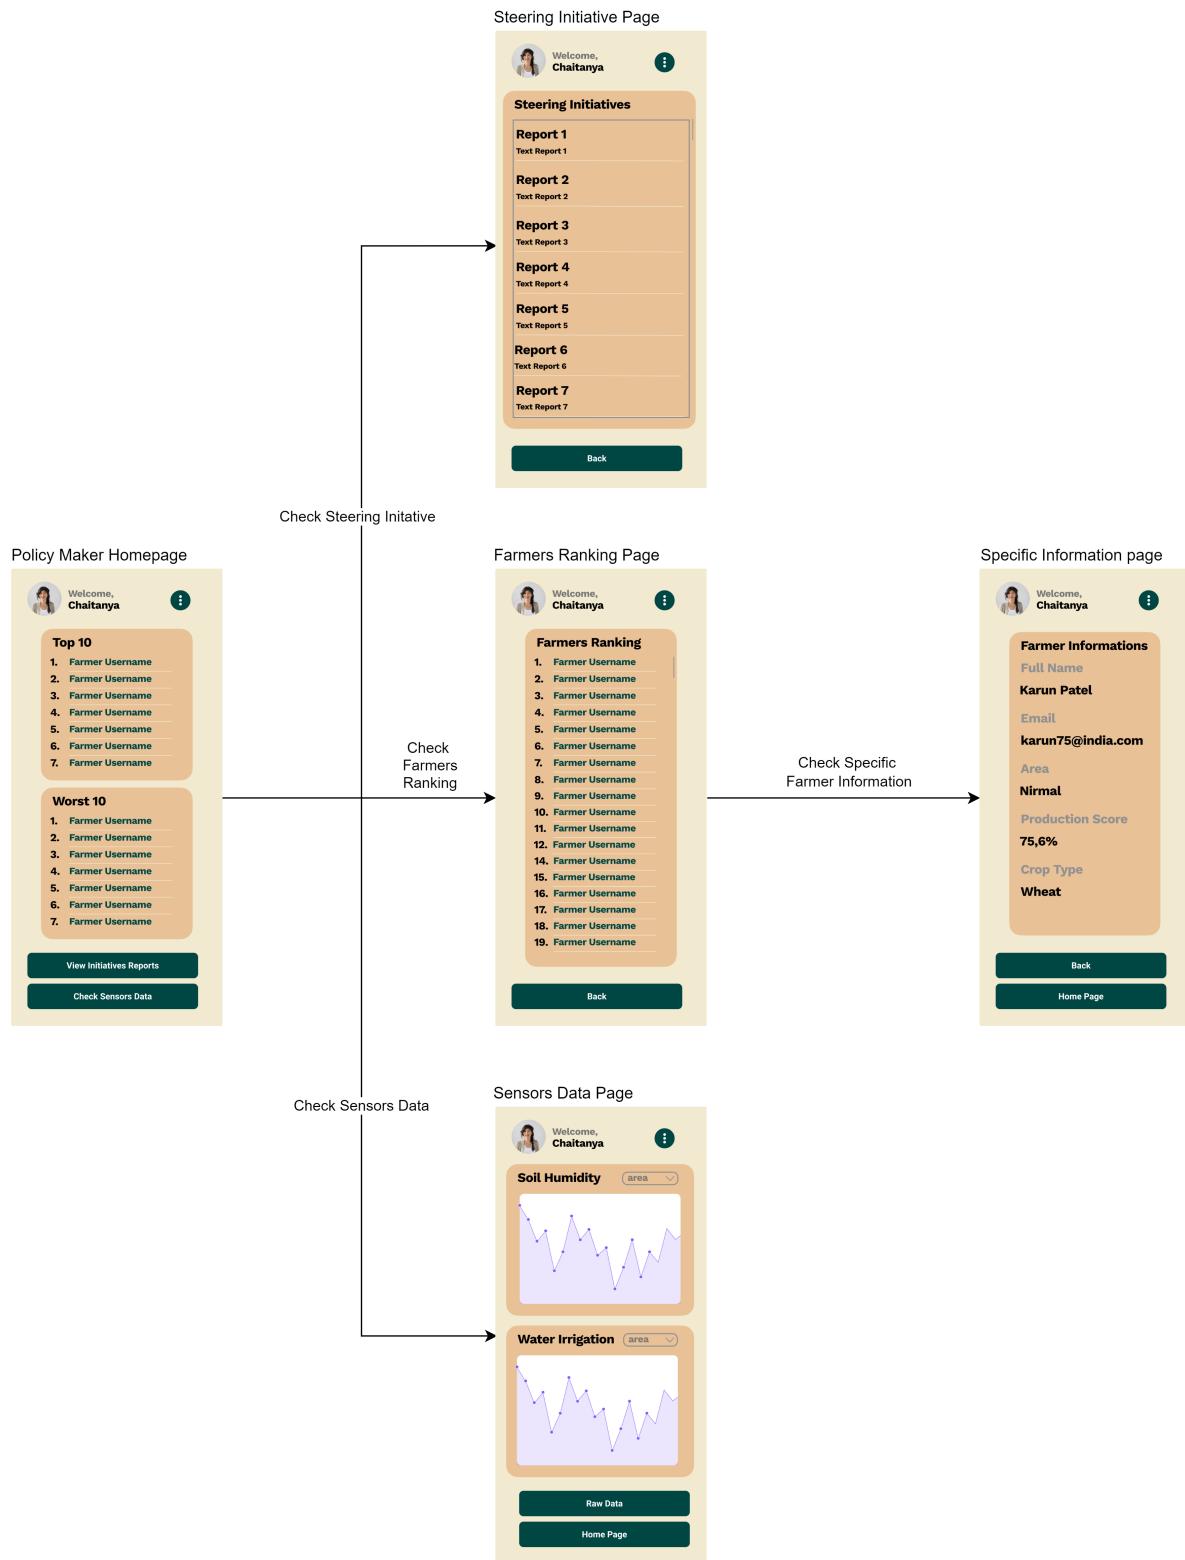 Steering Initiative Page
Welcome,
Chaitanya
Steering Initiatives
Report 1
Text Report 1
Report 2
Text Report 2
Report 3
Text Report 3
Report 4
Text Report 4
Report 5
Text Report 5
Report 6
Text Report 6
Report 7
Text Report 7
Back
Check Steering Initative
Policy Maker Homepage
Welcome,
Chaitanya
Top 10
1. Farmer Username
2. Farmer Username
3. Farmer Username
4. Farmer Username
5. Farmer Username
6. Farmer Username
7. Farmer Username
Worst 10
1. Farmer Username
2. Farmer Username
3. Farmer Username
4. Farmer Username
5. Farmer Username
6. Farmer Username
7. Farmer Username
View Initiatives Reports
Check Sensors Data
Check
Farmers
Ranking
Farmers Ranking Page
Welcome,
Chaitanya
Farmers Ranking
1. Farmer Username
2. Farmer Username
3. Farmer Username
4. Farmer Username
5. Farmer Username
6. Farmer Username
7. Farmer Username
8. Farmer Username
9. Farmer Username
10. Farmer Username
11. Farmer Username
12. Farmer Username
14. Farmer Username
15. Farmer Username
16. Farmer Username
17. Farmer Username
18. Farmer Username
19. Farmer Username
Back
Check Specific
Farmer Information
Specific Information page
Welcome,
Chaitanya
Farmer Informations
Full Name
Karun Patel
Email
karun75@india.com
Area
Nirmal
Production Score
75,6%
Crop Type
Wheat
Back
Home Page
Check Sensors Data
Sensors Data Page
Welcome,
Chaitanya
Soil Humidity
area
Water Irrigation
area
Raw Data
Home Page